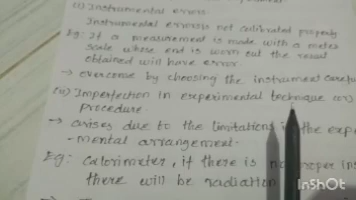 (i) Instrumental errors:
Instrumental errors not calibrated properly
Eg: If a measurement is made with a metre
scale whose end is worn out the result
obtained will have error.
→ overcome by choosing the instrument
(ii) Imperfection in experimental technique (or)
procedure.
→ arises due to the limitations in the
-mental arrangement.
Eg: Calorimeter, if there is no proper
there will be radiation
InShOt